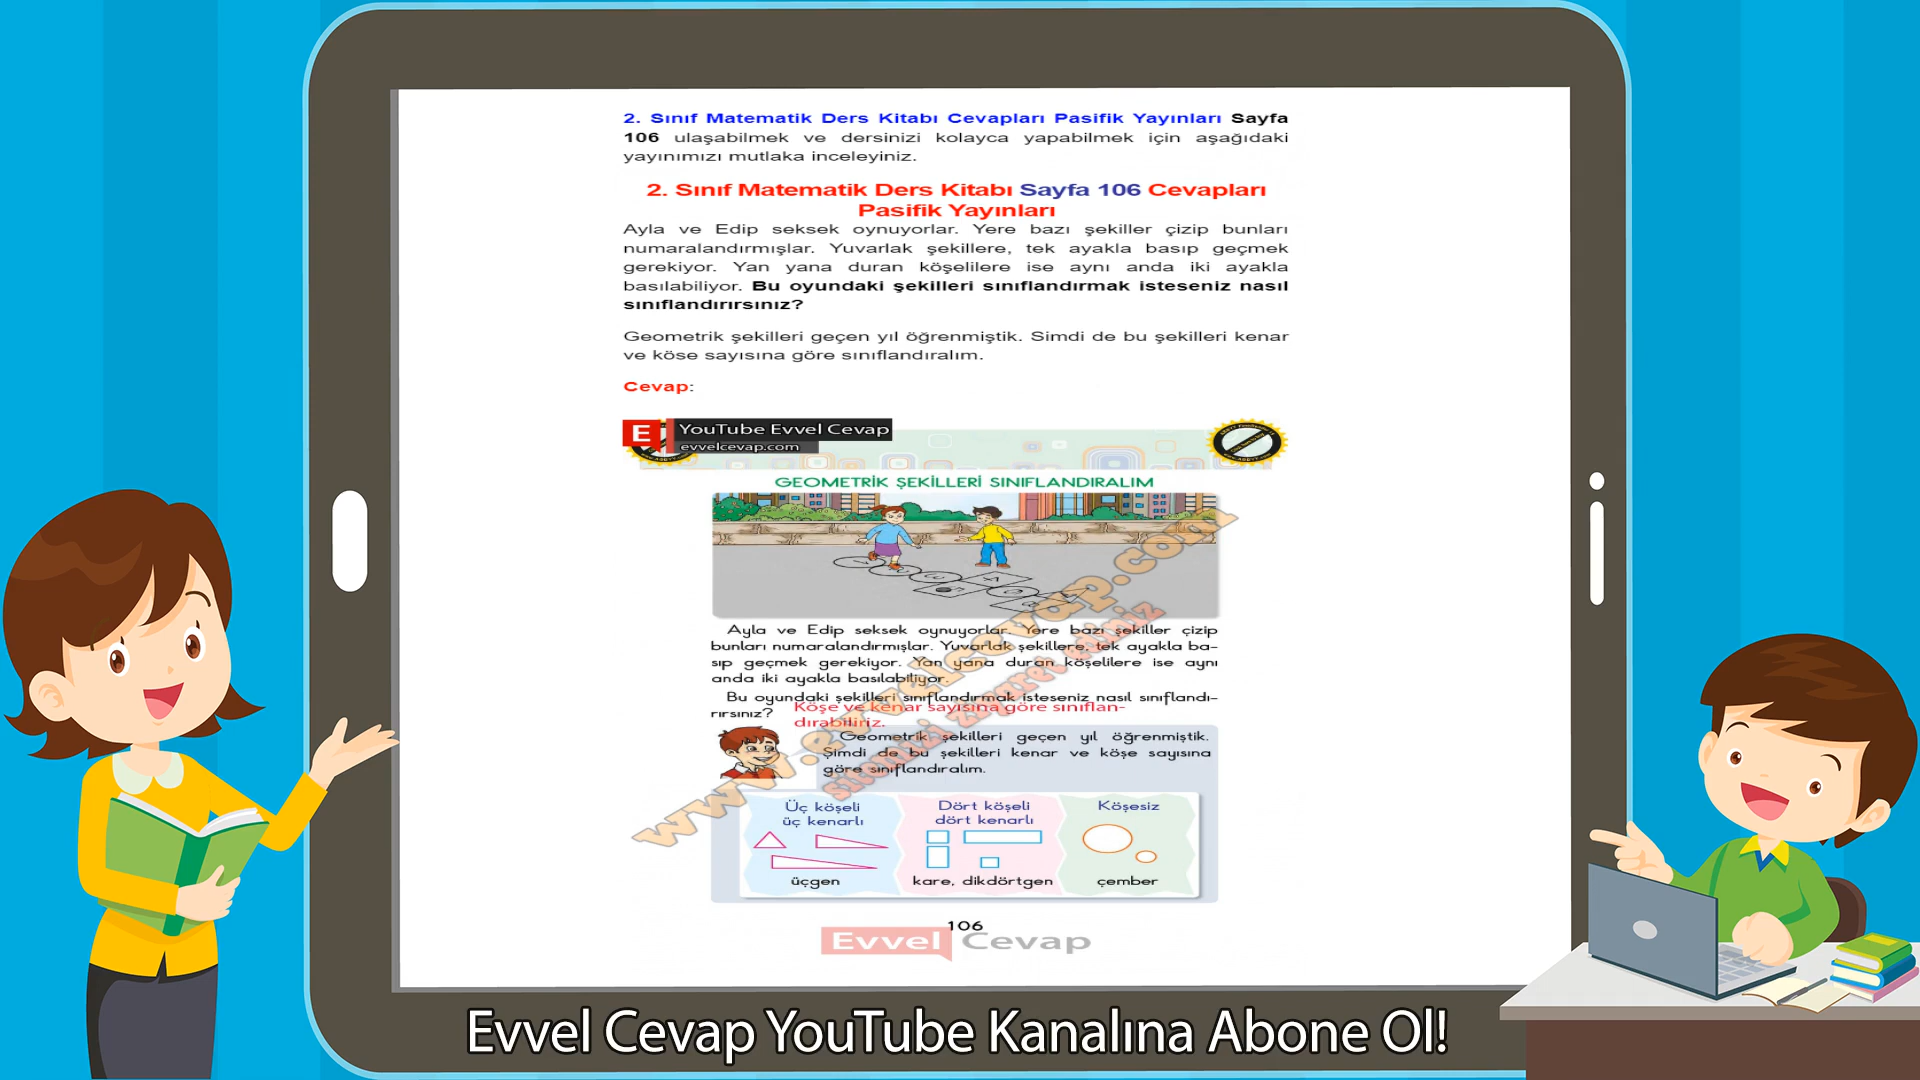 2. Sınıf Matematik Ders Kitabı Cevapları Pasifik Yayınları Sayfa
106 ulaşabilmek ve dersinizi kolayca yapabilmek için aşağıdaki
yayınımızı mutlaka inceleyiniz.
2. Sınıf Matematik Ders Kitabı Sayfa 106 Cevapları
Pasifik Yayınları
Ayla ve Edip seksek oynuyorlar. Yere bazı şekiller çizip bunları
numaralandırmışlar. Yuvarlak şekillere, tek ayakla basıp geçmek
gerekiyor. Yan yana duran köşelilere ise aynı anda iki ayakla
basılabiliyor. Bu oyundaki şekilleri sınıflandırmak isteseniz nasıl
sınıflandırırsınız?
Geometrik şekilleri geçen yıl öğrenmiştik. Simdi de bu şekilleri kenar
ve köse sayısına göre sınıflandıralım.
Cevap:
E
YouTube Evvel Cevap
evvelcevap.com
GEOMETRİK ŞEKİLLERİ SINIFLANDIRALIM
Ayla ve Edip seksek oynuyorlar. Yere bazı şekiller çizip
bunları numaralandırmışlar. Yuvarlak şekillere, tek ayakla ba-
sıp geçmek gerekiyor. Yan yana duran köşelilere ise aynı
anda iki ayakla basılabiliyor.
Bu oyundaki şekilleri sınıflandırmak isteseniz nasıl sınıflandı-
rırsınız?
Köşe ve kenar sayısına göre sınıflan-
dırabiliriz.
Geometrik şekilleri geçen yıl öğrenmiştik.
Şimdi de bu şekilleri kenar ve köşe sayısına
göre sınıflandıralım.
Üç köşeli
üç kenarlı
üçgen
Dört köşeli
dört kenarlı
kare, dikdörtgen
Köşesiz
çember
www.evvelcevap.com
sitemizi ziyaret ediniz
106
Evvel Cevap
Evvel Cevap YouTube Kanalına Abone Ol!